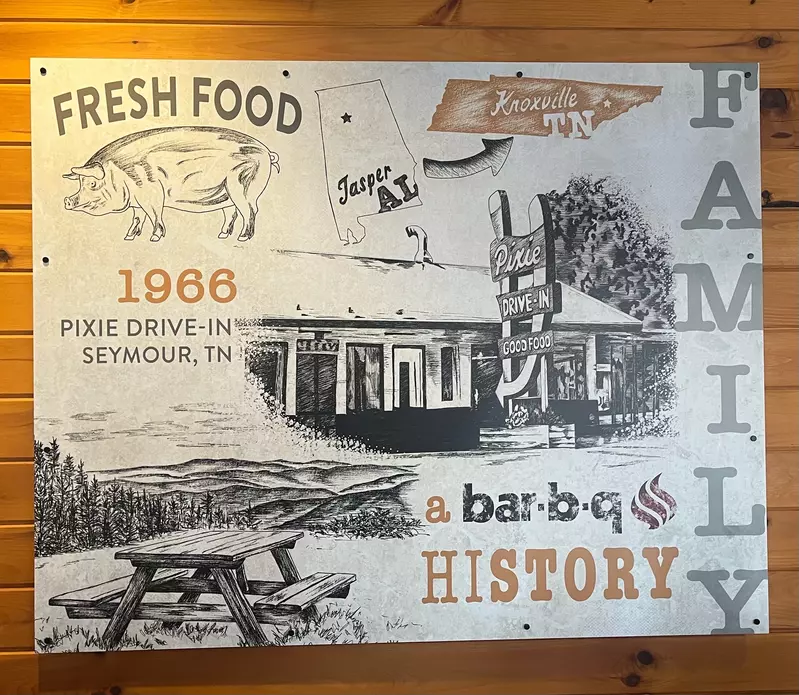 FRESH FOOD
Jasper
AL
Knoxville
TN
FAMILY
1966
PIXIE DRIVE-IN
SEYMOUR, TN
Pixie
DRIVE-IN
GOOD FOOD
a bar·b·q
HISTORY